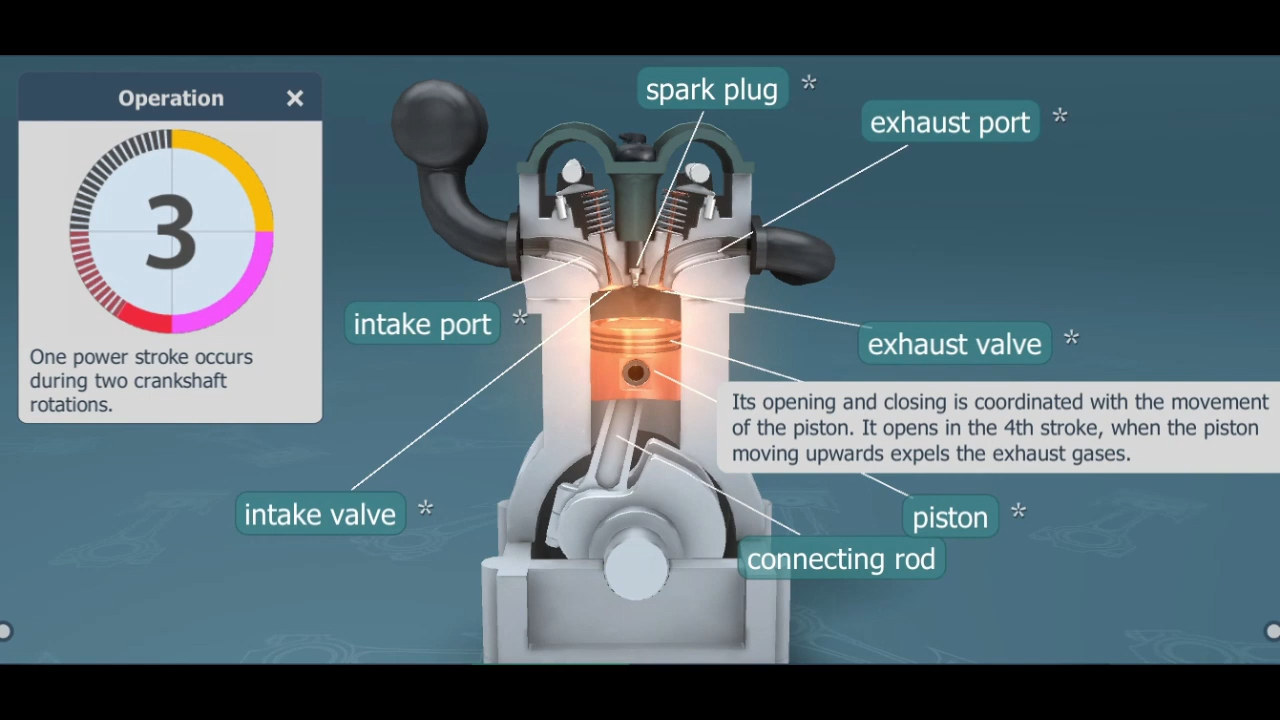 Operation ×
3
One power stroke occurs
during two crankshaft
rotations.
spark plug *
exhaust port *
intake port *
exhaust valve *
Its opening and closing is coordinated with the movement
of the piston. It opens in the 4th stroke, when the piston
moving upwards expels the exhaust gases.
intake valve *
piston *
connecting rod